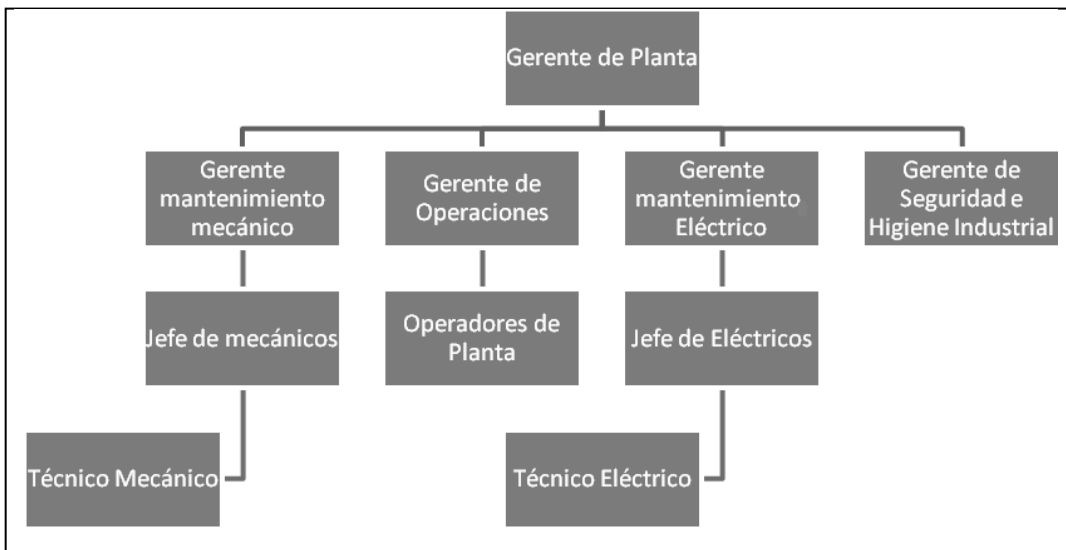 Gerente de Planta
Gerente
mantenimiento
mecánico
Gerente de
Operaciones
Gerente
mantenimiento
Eléctrico
Gerente de
Seguridad e
Higiene Industrial
Jefe de mecánicos
Operadores de
Planta
Jefe de Eléctricos
Técnico Mecánico
Técnico Eléctrico